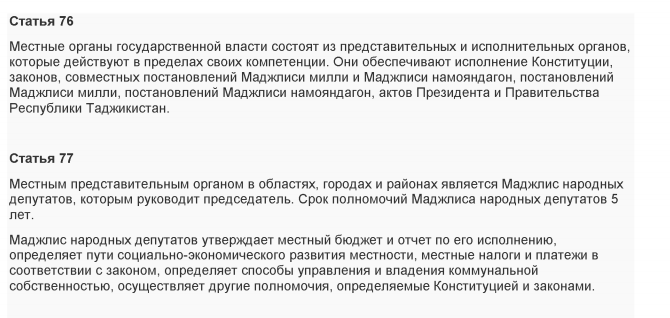 Статья 76
Местные органы государственной власти состоят из представительных и исполнительных органов,
которые действуют в пределах своих компетенции. Они обеспечивают исполнение Конституции,
законов, совместных постановлений Маджлиси милли и Маджлиси намояндагон, постановлений
Маджлиси милли, постановлений Маджлиси намояндагон, актов Президента и Правительства
Республики Таджикистан.
Статья 77
Местным представительным органом в областях, городах и районах является Маджлис народных
депутатов, которым руководит председатель. Срок полномочий Маджлиса народных депутатов 5
лет.
Маджлис народных депутатов утверждает местный бюджет и отчет по его исполнению,
определяет пути социально-экономического развития местности, местные налоги и платежи в
соответствии с законом, определяет способы управления и владения коммунальной
собственностью, осуществляет другие полномочия, определяемые Конституцией и законами.